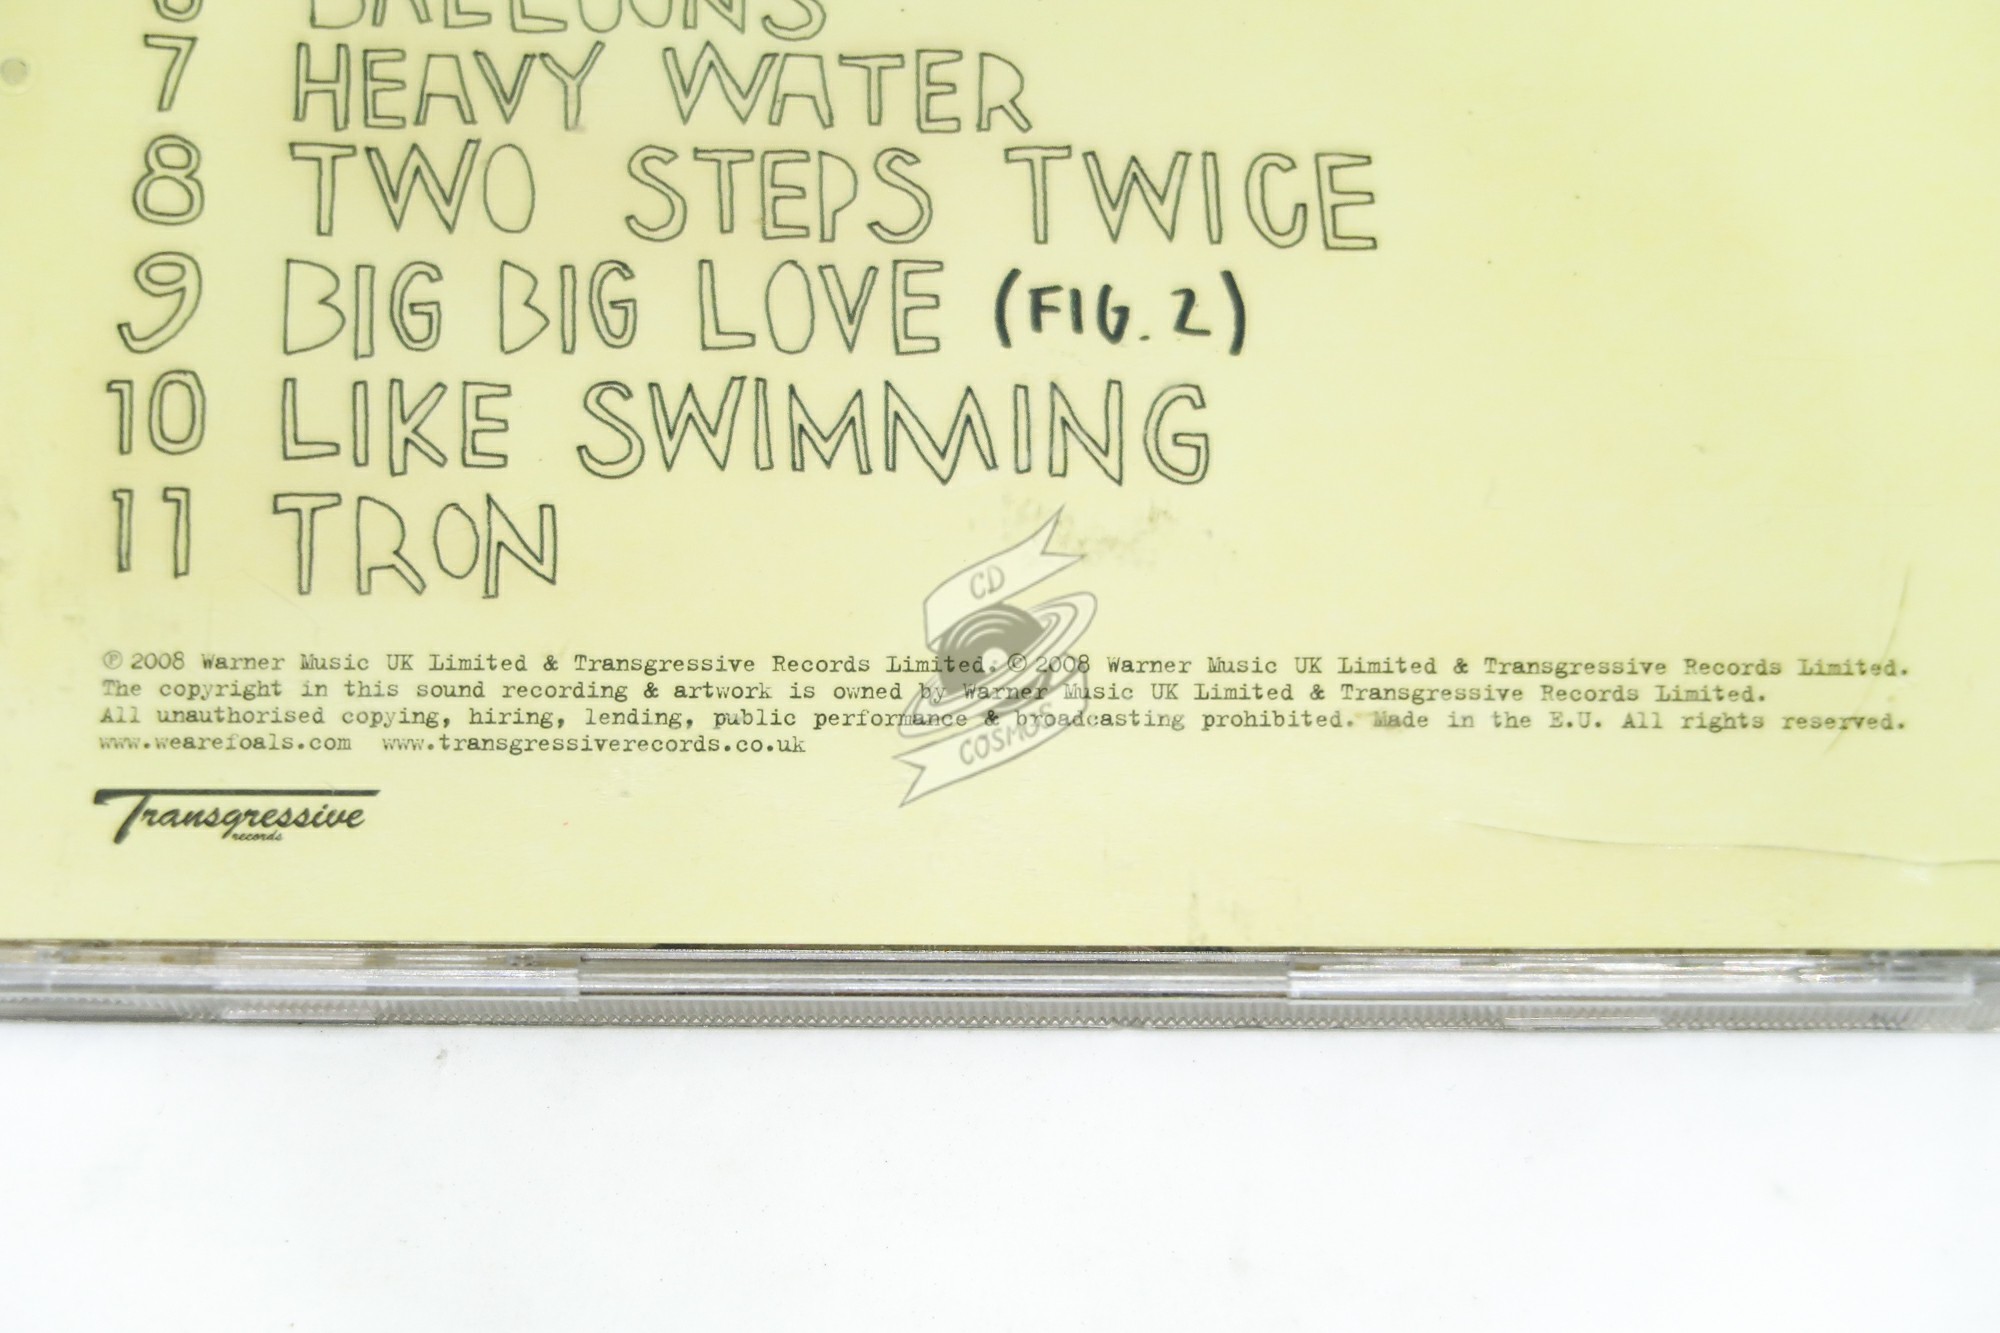 6 BALLOONS
7 HEAVY WATER
8 TWO STEPS TWICE
9 BIG BIG LOVE (FIG. 2)
10 LIKE SWIMMING
11 TRON
℗ 2008 Warner Music UK Limited & Transgressive Records Limited. © 2008 Warner Music UK Limited & Transgressive Records Limited.
The copyright in this sound recording & artwork is owned by Warner Music UK Limited & Transgressive Records Limited.
All unauthorised copying, hiring, lending, public performance & broadcasting prohibited. Made in the E.U. All rights reserved.
www.wearefoals.com www.transgressiverecords.co.uk
Transgressive
records
CD
COSMOS